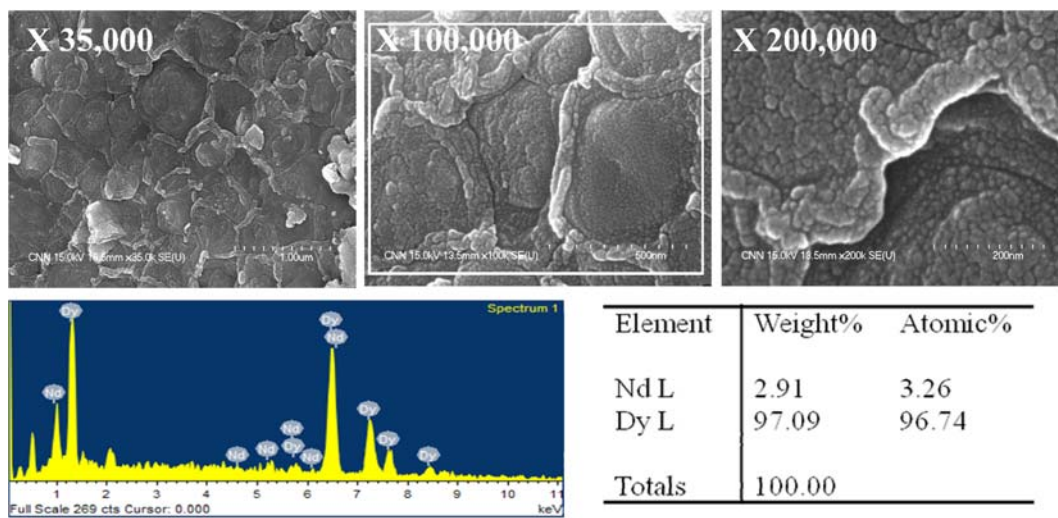 X 35,000
CNN 15.0kV 13.5mm x35.0k SE(U)
1.00um
X 100,000
CNN 15.0kV 13.5mm x100k SE(U)
500nm
X 200,000
CNN 15.0kV 13.5mm x200k SE(U)
200nm
Spectrum 1
Dy
Nd
Dy
Nd
Dy
Dy
Dy
Nd
Nd
Nd
Dy
Nd
1 2 3 4 5 6 7 8 9 10 11
Full Scale 269 cts Cursor: 0.000
keV
Element Weight% Atomic%
Nd L 2.91 3.26
Dy L 97.09 96.74
Totals 100.00